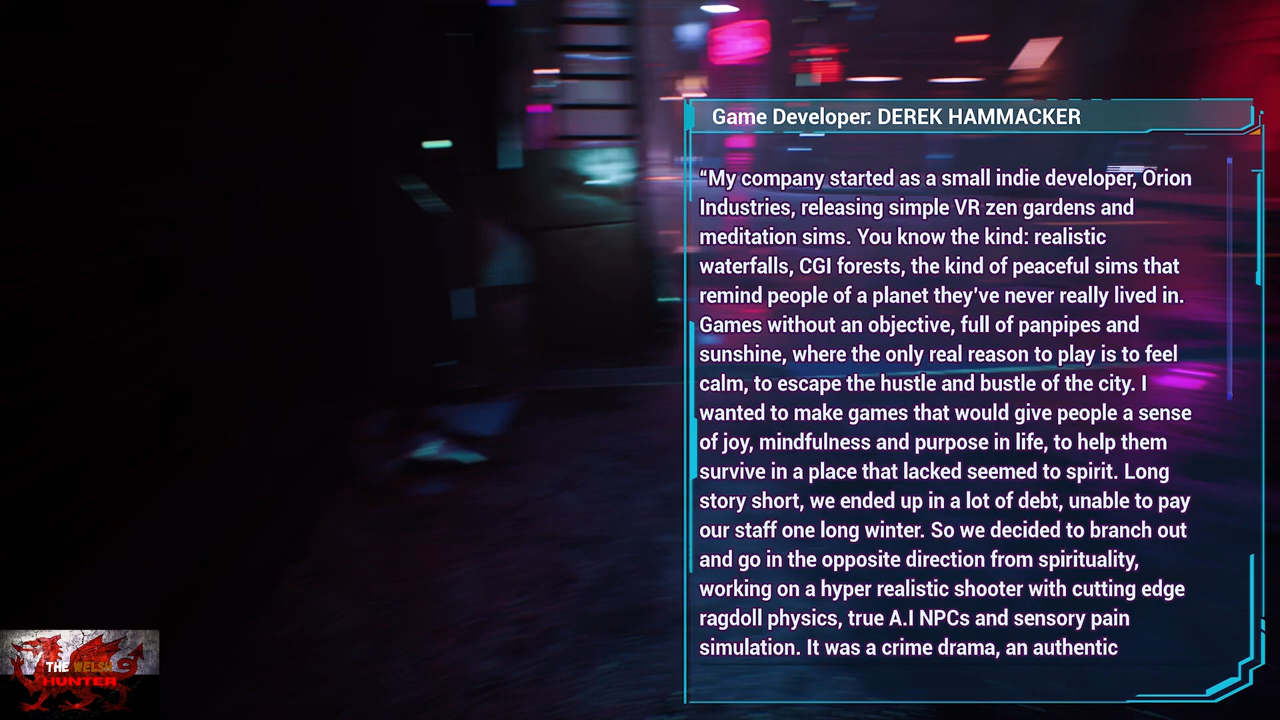 Game Developer: DEREK HAMMACKER
“My company started as a small indie developer, Orion
Industries, releasing simple VR zen gardens and
meditation sims. You know the kind: realistic
waterfalls, CGI forests, the kind of peaceful sims that
remind people of a planet they've never really lived in.
Games without an objective, full of panpipes and
sunshine, where the only real reason to play is to feel
calm, to escape the hustle and bustle of the city. I
wanted to make games that would give people a sense
of joy, mindfulness and purpose in life, to help them
survive in a place that lacked seemed to spirit. Long
story short, we ended up in a lot of debt, unable to pay
our staff one long winter. So we decided to branch out
and go in the opposite direction from spirituality,
working on a hyper realistic shooter with cutting edge
ragdoll physics, true A.I NPCs and sensory pain
simulation. It was a crime drama, an authentic
THE WELSH
HUNTER